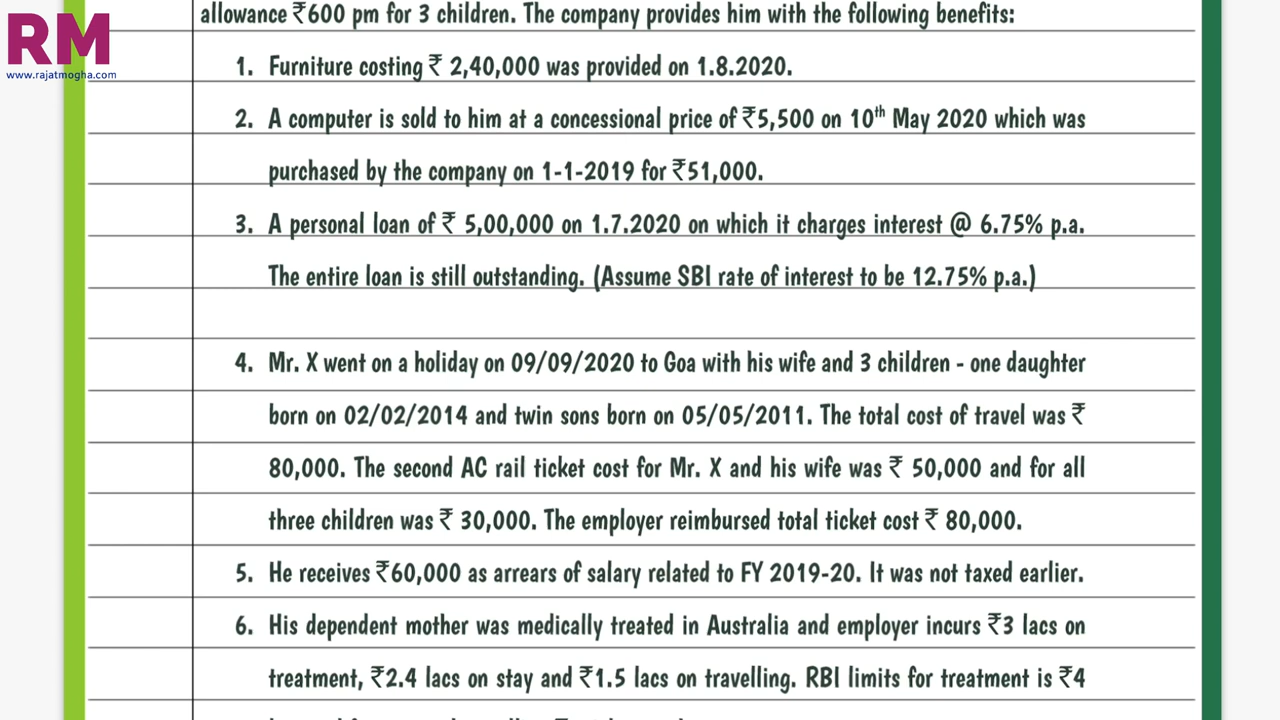 allowance ₹600 pm for 3 children. The company provides him with the following benefits:
RM
www.rajatmogha.com
1. Furniture costing ₹ 2,40,000 was provided on 1.8.2020.
2. A computer is sold to him at a concessional price of ₹5,500 on 10th May 2020 which was
purchased by the company on 1-1-2019 for ₹51,000.
3. A personal loan of ₹ 5,00,000 on 1.7.2020 on which it charges interest @ 6.75% p.a.
The entire loan is still outstanding. (Assume SBI rate of interest to be 12.75% p.a.)
4. Mr. X went on a holiday on 09/09/2020 to Goa with his wife and 3 children - one daughter
born on 02/02/2014 and twin sons born on 05/05/2011. The total cost of travel was ₹
80,000. The second AC rail ticket cost for Mr. X and his wife was ₹ 50,000 and for all
three children was ₹ 30,000. The employer reimbursed total ticket cost ₹ 80,000.
5. He receives ₹60,000 as arrears of salary related to FY 2019-20. It was not taxed earlier.
6. His dependent mother was medically treated in Australia and employer incurs ₹3 lacs on
treatment, ₹2.4 lacs on stay and ₹1.5 lacs on travelling. RBI limits for treatment is ₹4